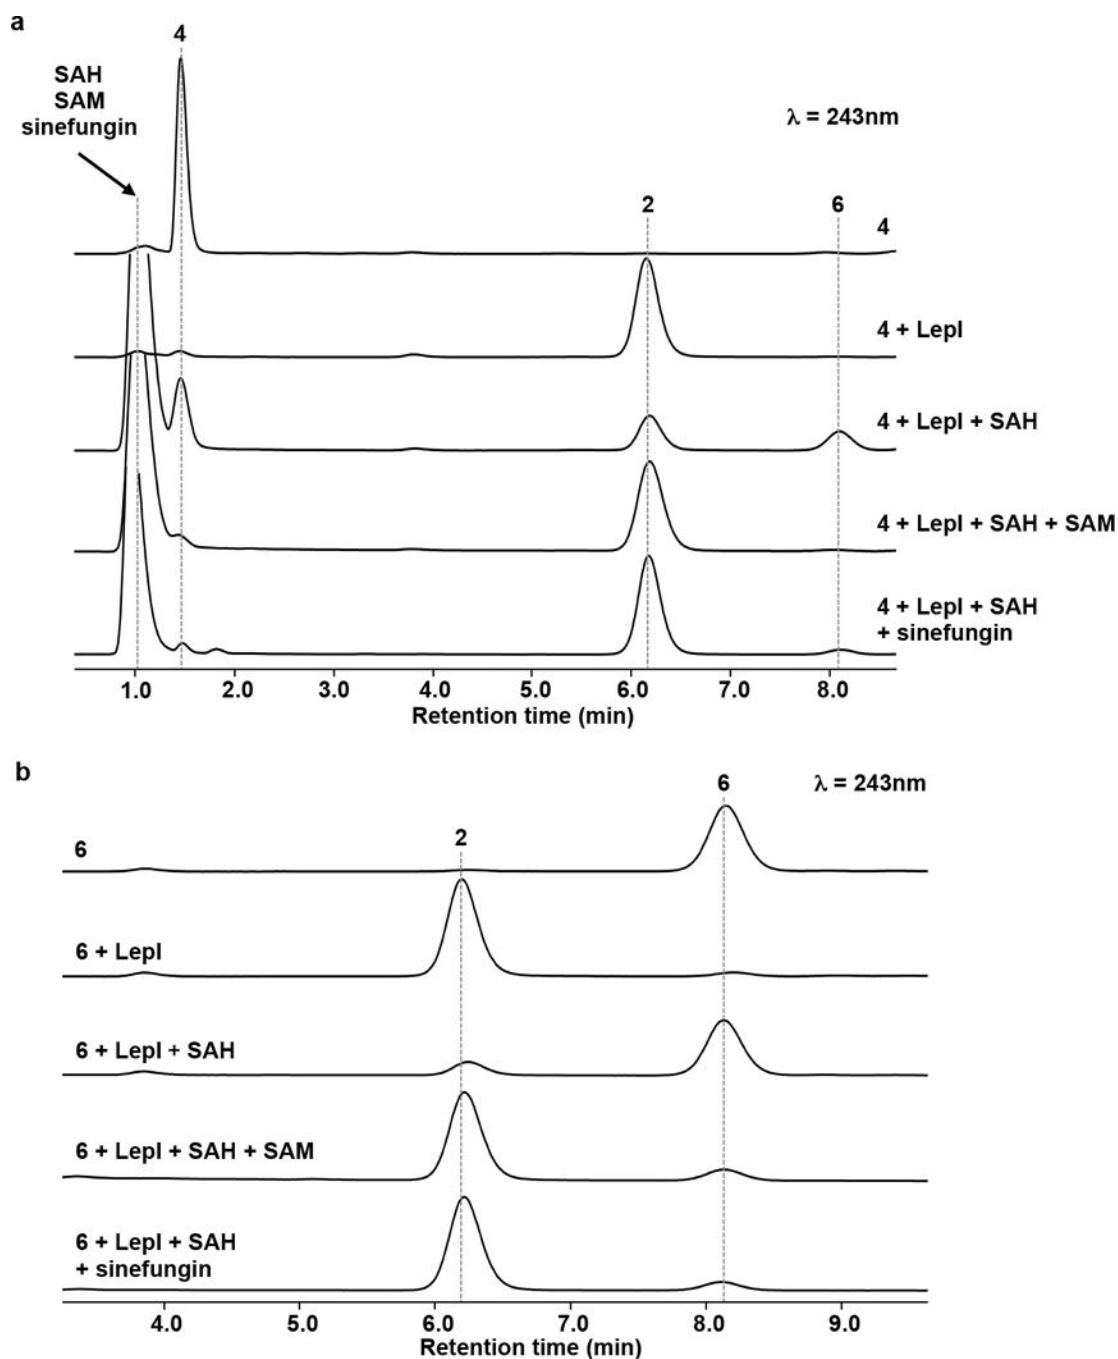 a
4
SAH
SAM
sinefungin
λ = 243nm
2
6
4
4 + LepI
4 + LepI + SAH
4 + LepI + SAH + SAM
4 + LepI + SAH
+ sinefungin
1.0 2.0 3.0 4.0 5.0 6.0 7.0 8.0
Retention time (min)
b
6
λ = 243nm
2
6
6 + LepI
6 + LepI + SAH
6 + LepI + SAH + SAM
6 + LepI + SAH
+ sinefungin
4.0 5.0 6.0 7.0 8.0 9.0
Retention time (min)